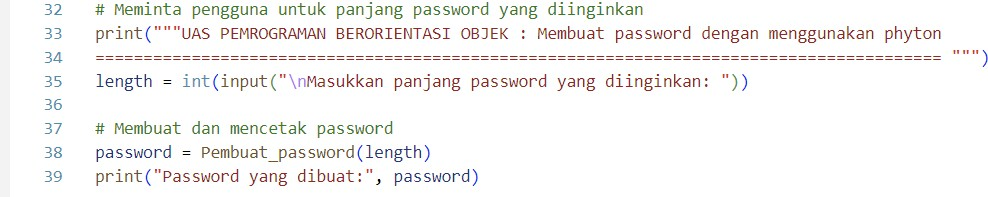 32 # Meminta pengguna untuk panjang password yang diinginkan
33 print("""UAS PEMROGRAMAN BERORIENTASI OBJEK : Membuat password dengan menggunakan phyton
34 ======================================================================================== """)
35 length = int(input("\nMasukkan panjang password yang diinginkan: "))
36
37 # Membuat dan mencetak password
38 password = Pembuat_password(length)
39 print("Password yang dibuat:", password)